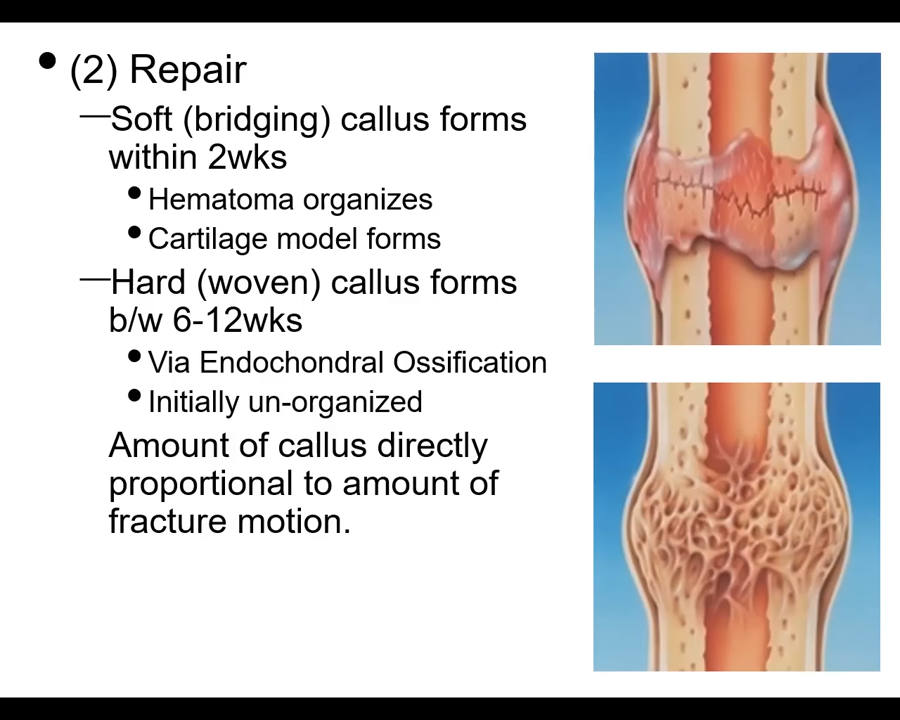 • (2) Repair
—Soft (bridging) callus forms
within 2wks
• Hematoma organizes
• Cartilage model forms
—Hard (woven) callus forms
b/w 6-12wks
• Via Endochondral Ossification
• Initially un-organized
Amount of callus directly
proportional to amount of
fracture motion.